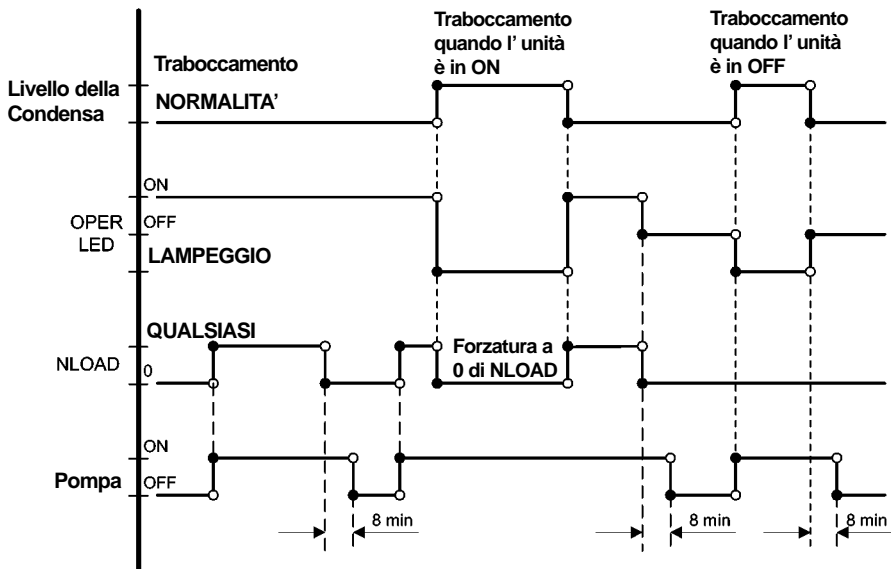 Traboccamento
quando l' unità
è in ON
Traboccamento
quando l' unità
è in OFF
Traboccamento
Livello della
Condensa
NORMALITA'
ON
OPER
LED
OFF
LAMPEGGIO
QUALSIASI
NLOAD
0
Forzatura a
0 di NLOAD
ON
Pompa
OFF
8 min
8 min
8 min